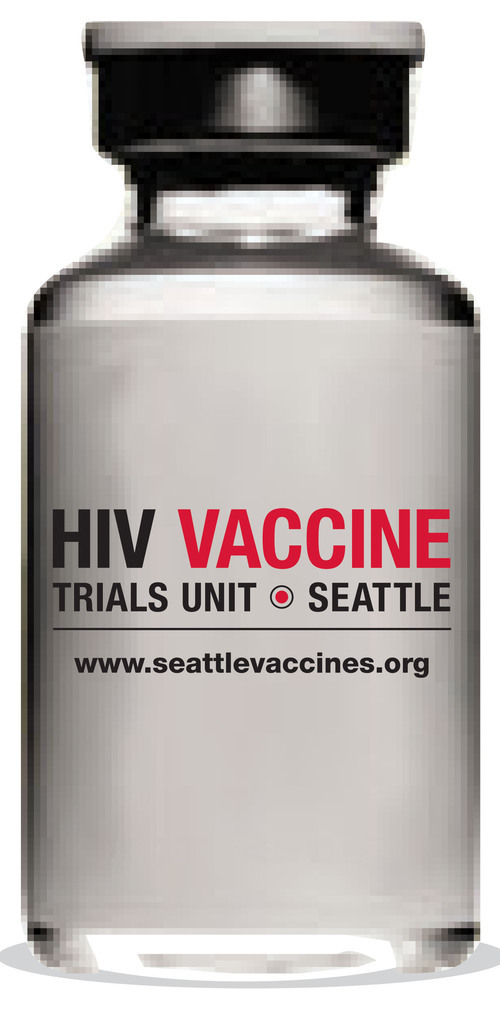 HIV VACCINE
TRIALS UNIT SEATTLE
www.seattlevaccines.org